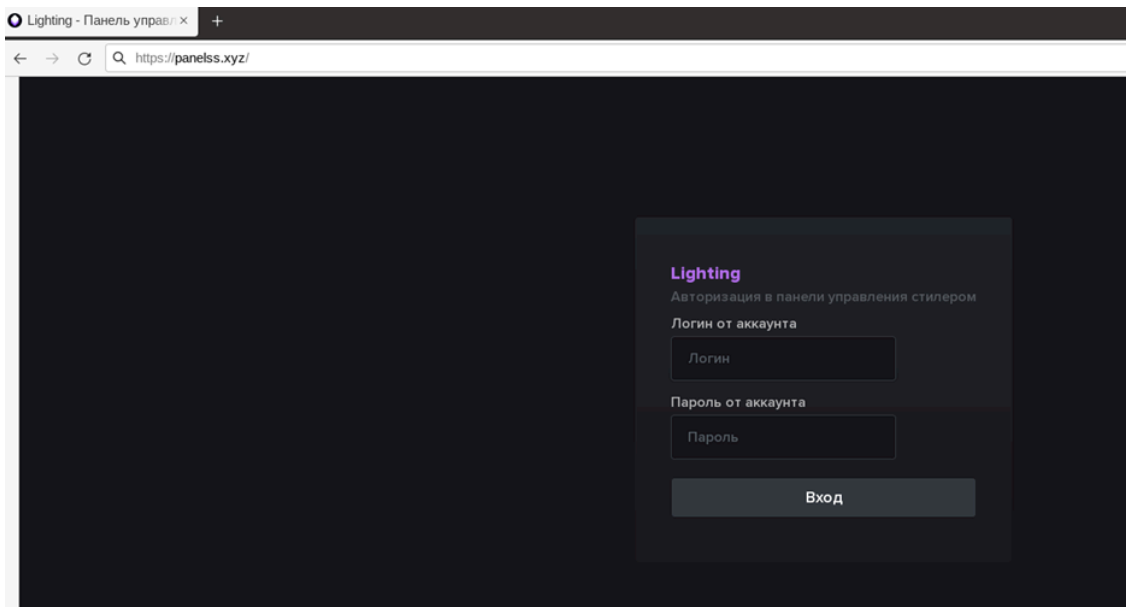 Lighting - Панель управл
https://panelss.xyz/
Lighting
Авторизация в панели управления стилером
Логин от аккаунта
Логин
Пароль от аккаунта
Пароль
Вход